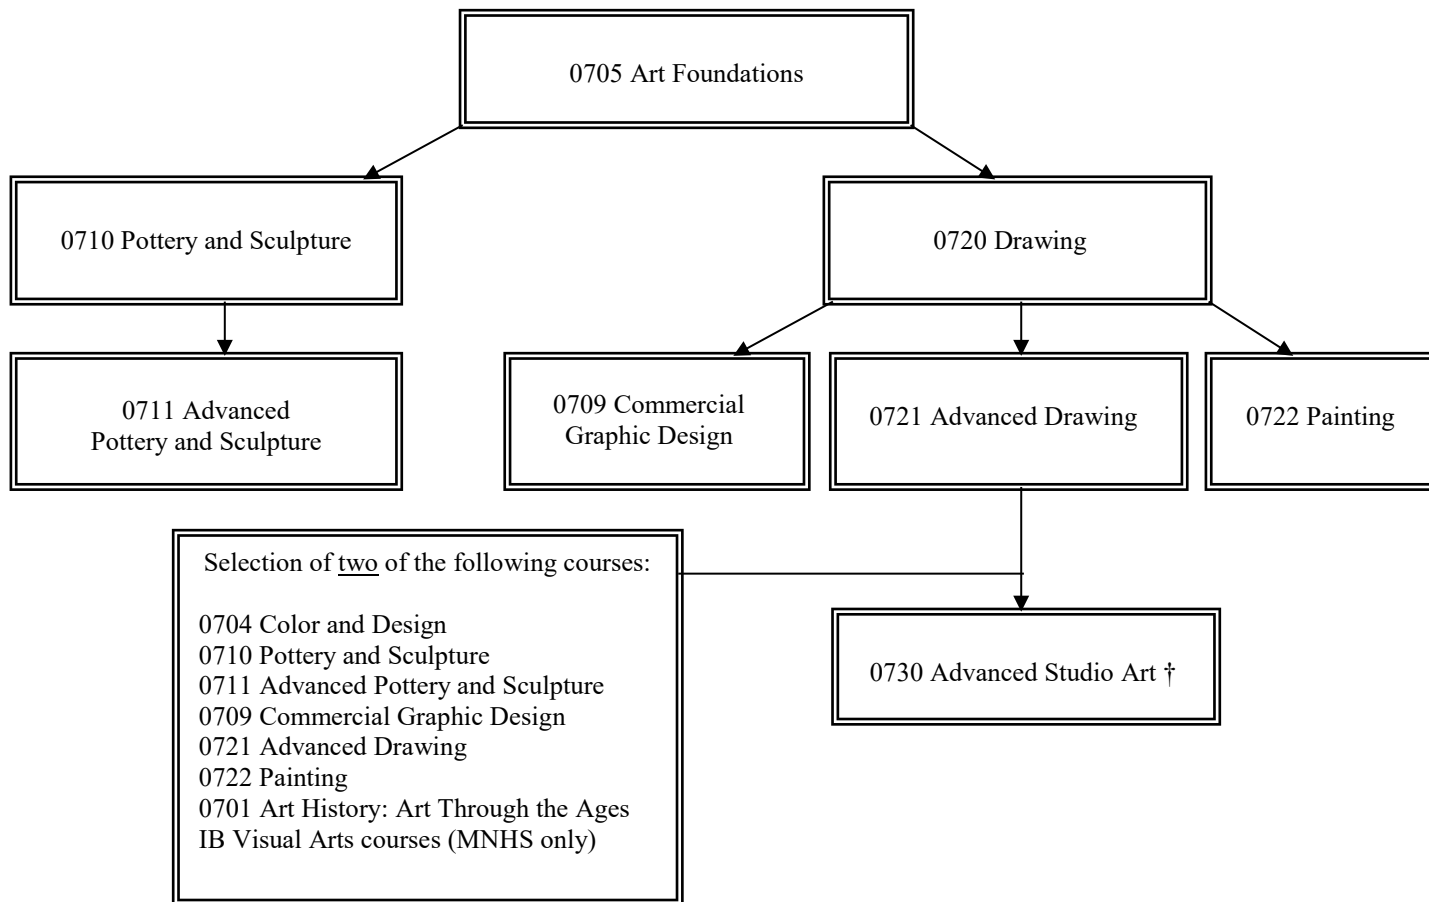 0705 Art Foundations
0710 Pottery and Sculpture
0720 Drawing
0711 Advanced
Pottery and Sculpture
0709 Commercial
Graphic Design
0721 Advanced Drawing
0722 Painting
Selection of two of the following courses:
0704 Color and Design
0710 Pottery and Sculpture
0711 Advanced Pottery and Sculpture
0709 Commercial Graphic Design
0721 Advanced Drawing
0722 Painting
0701 Art History: Art Through the Ages
IB Visual Arts courses (MNHS only)
0730 Advanced Studio Art †